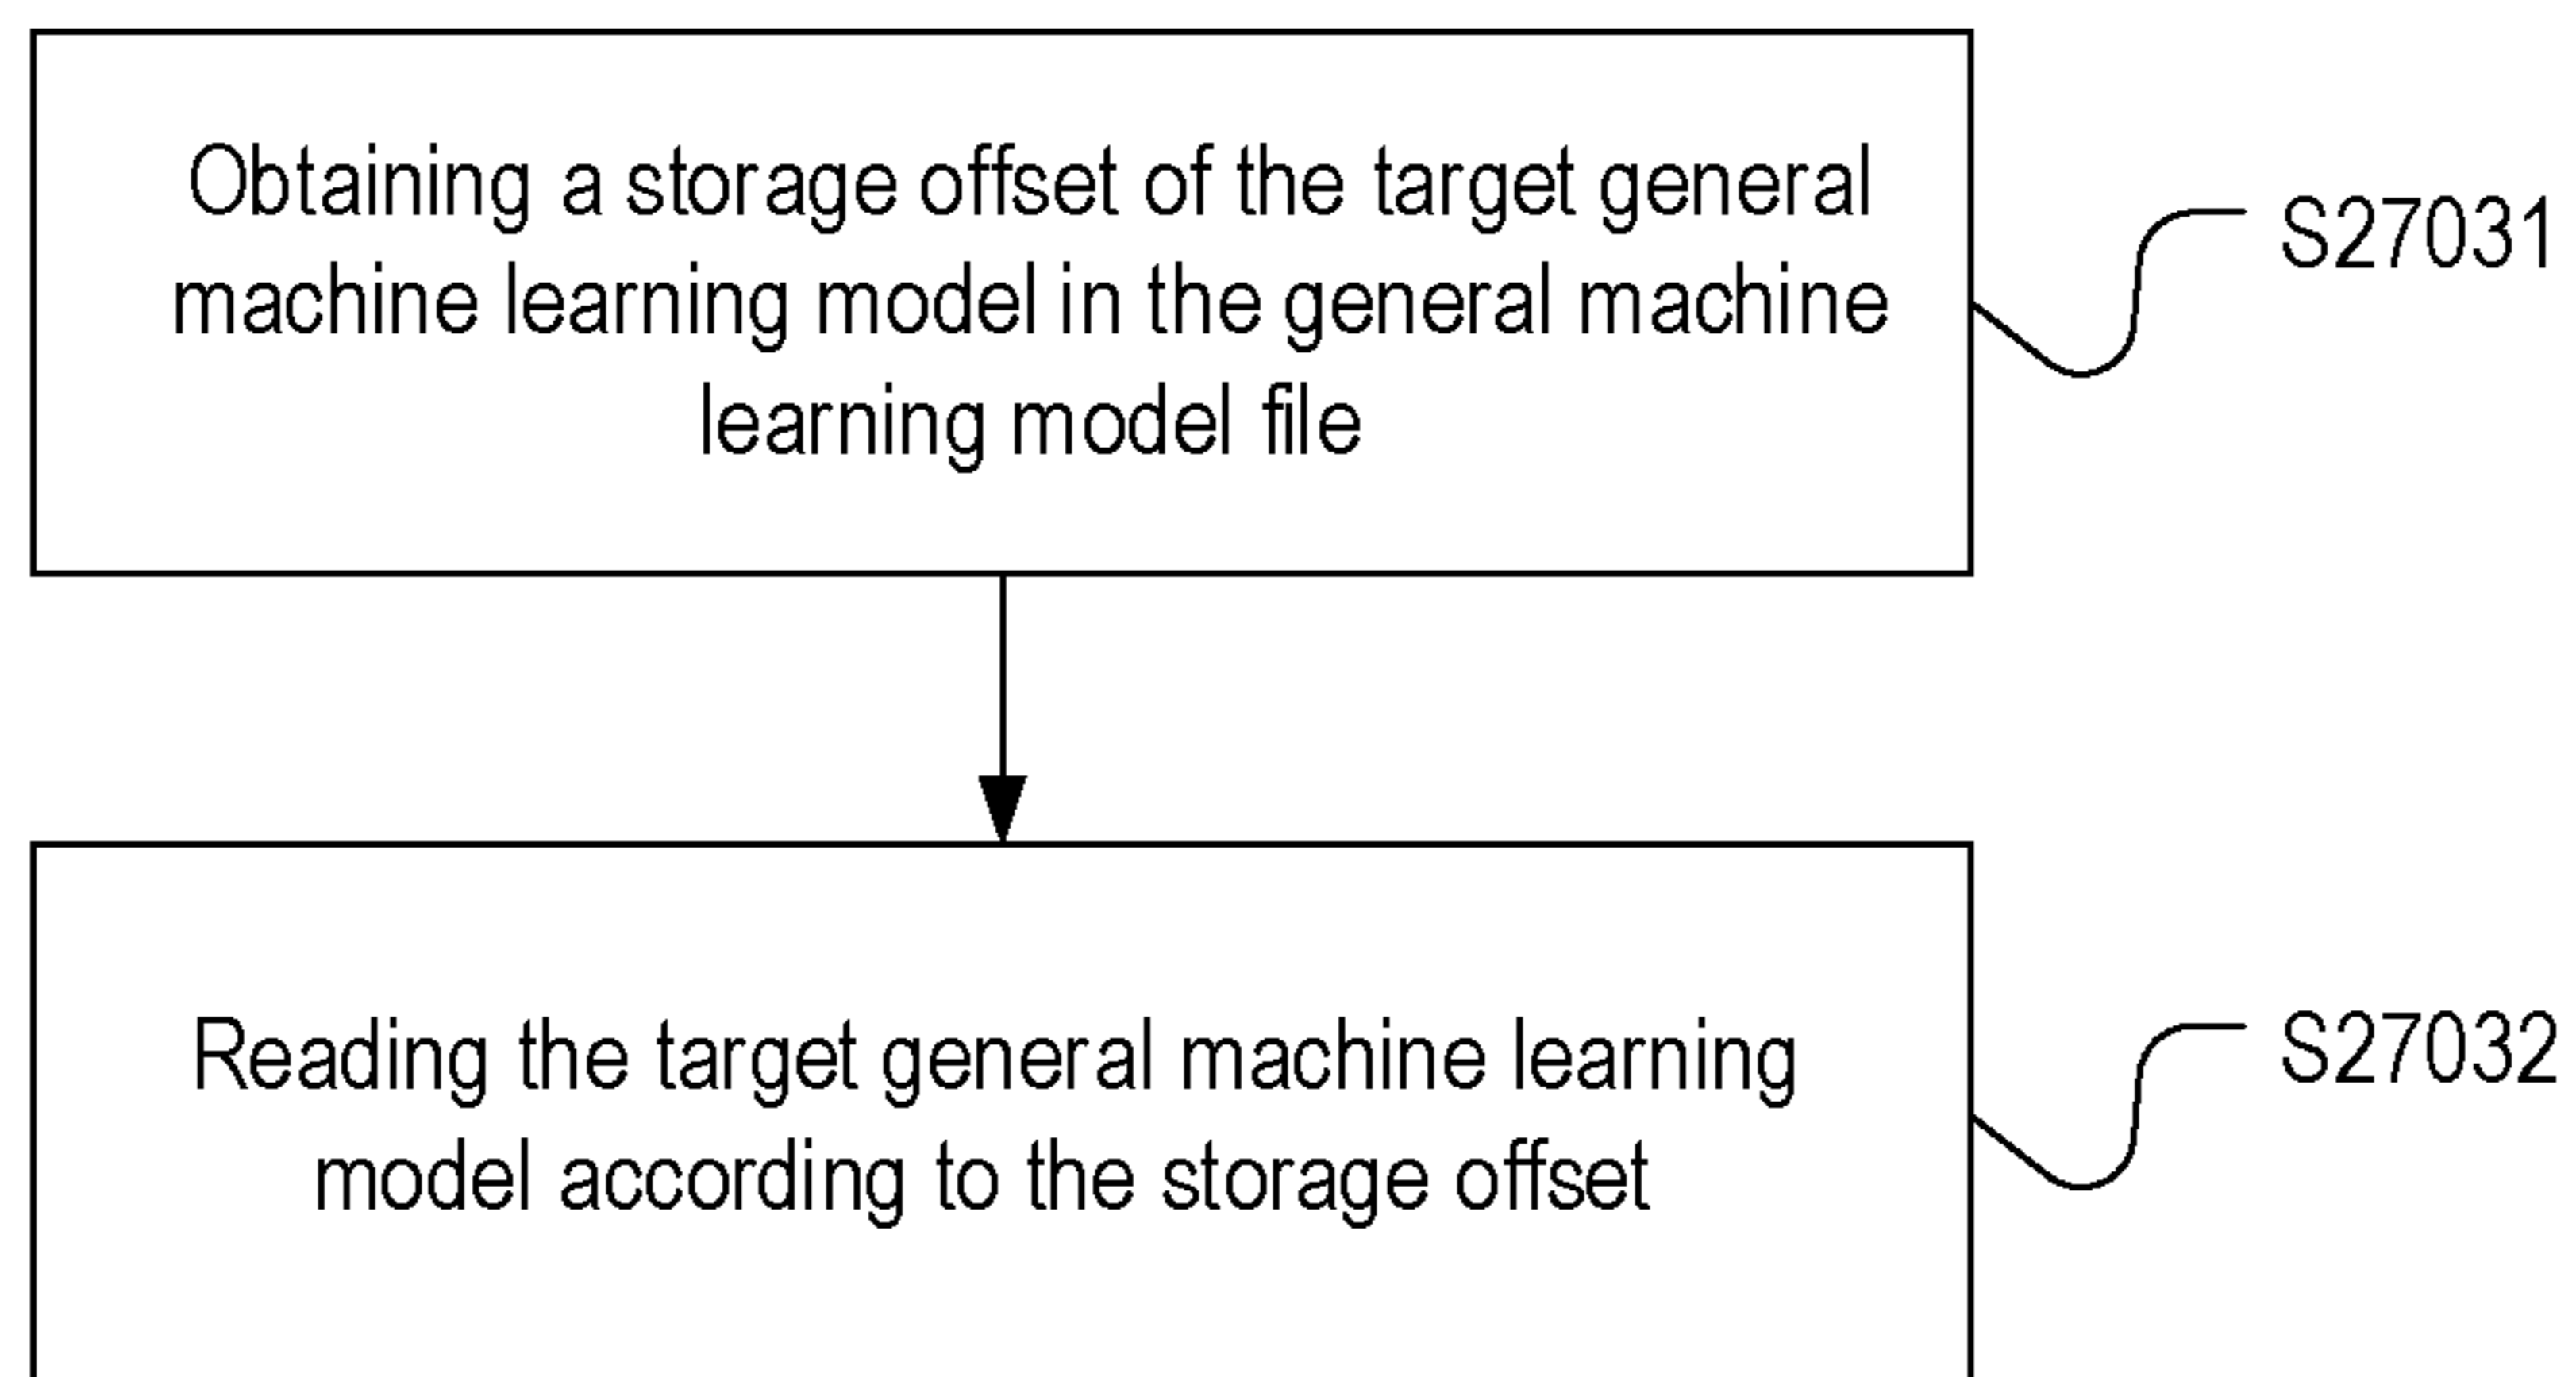 Obtaining a storage offset of the target general
machine learning model in the general machine
learning model file
S27031
Reading the target general machine learning
model according to the storage offset
S27032